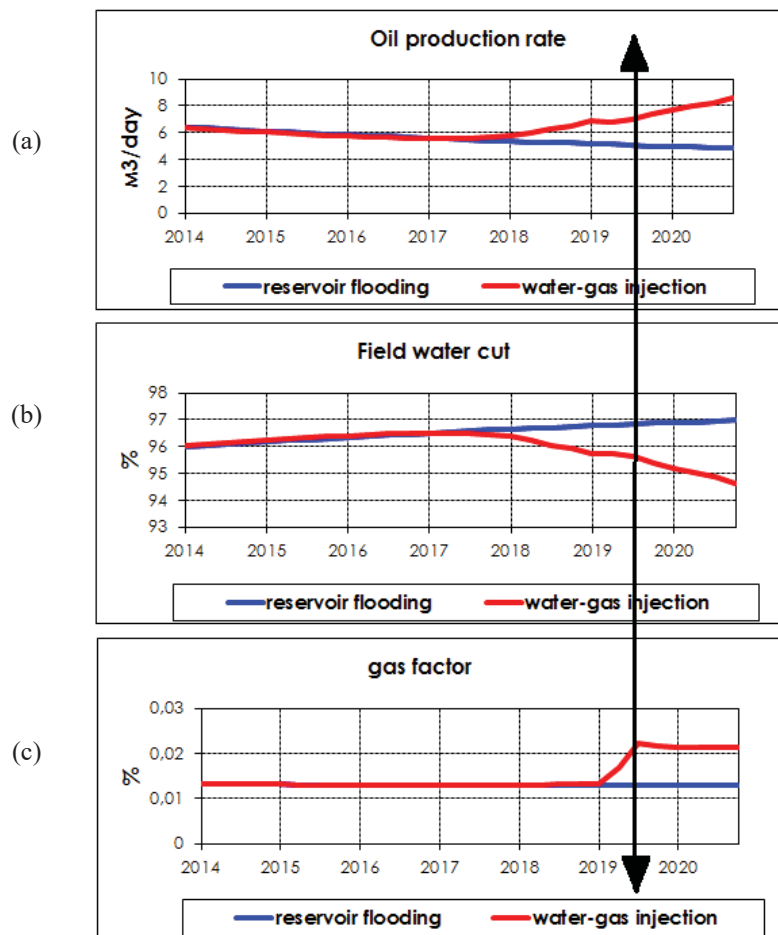 (a)
Oil production rate
м3/day
10
8
6
4
2
0
2014 2015 2016 2017 2018 2019 2020
reservoir flooding water-gas injection
(b)
Field water cut
%
98
97
96
95
94
93
2014 2015 2016 2017 2018 2019 2020
reservoir flooding water-gas injection
(c)
gas factor
%
0,03
0,02
0,01
0
2014 2015 2016 2017 2018 2019 2020
reservoir flooding water-gas injection